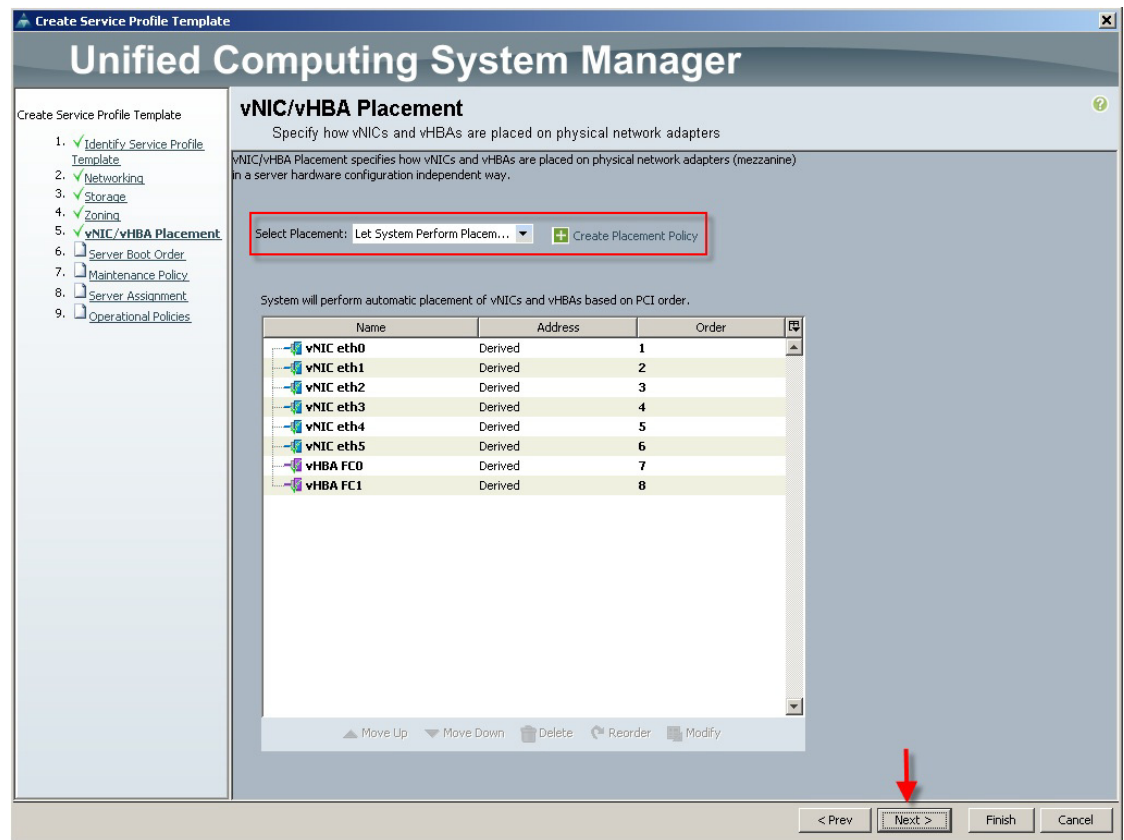 Create Service Profile Template
Unified Computing System Manager
Create Service Profile Template
1. Identify Service Profile
Template
2. Networking
3. Storage
4. Zoning
5. vNIC/vHBA Placement
6. Server Boot Order
7. Maintenance Policy
8. Server Assignment
9. Operational Policies
vNIC/vHBA Placement
Specify how vNICs and vHBAs are placed on physical network adapters
vNIC/vHBA Placement specifies how vNICs and vHBAs are placed on physical network adapters (mezzanine)
in a server hardware configuration independent way.
Select Placement: Let System Perform Placem... Create Placement Policy
System will perform automatic placement of vNICs and vHBAs based on PCI order.
Name Address Order
vNIC eth0 Derived 1
vNIC eth1 Derived 2
vNIC eth2 Derived 3
vNIC eth3 Derived 4
vNIC eth4 Derived 5
vNIC eth5 Derived 6
vHBA FC0 Derived 7
vHBA FC1 Derived 8
Move Up Move Down Delete Reorder Modify
< Prev Next > Finish Cancel